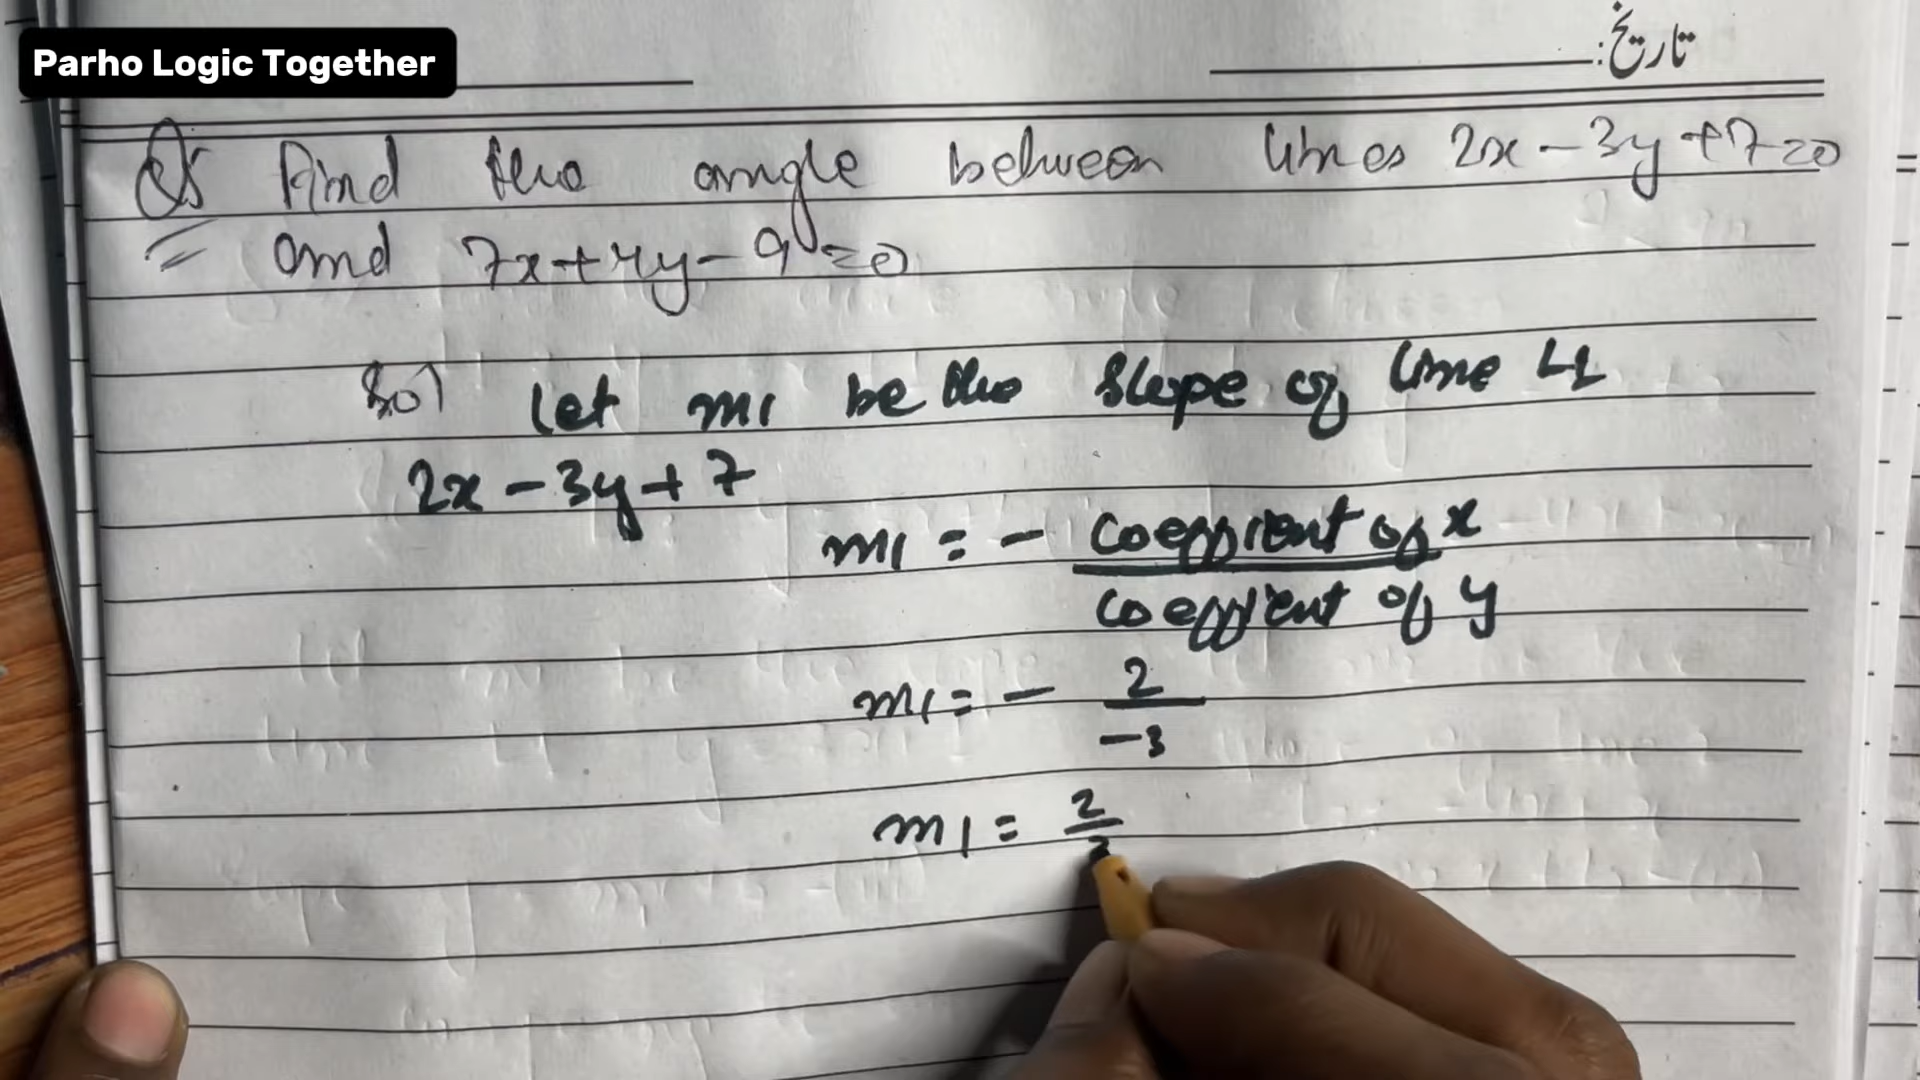 Parho Logic Together
تاریخ:
Q5 Find the angle between lines 2x - 3y + 7 = 0
and 7x + 4y - 9 = 0
Sol Let m1 be the slope of line L1
2x - 3y + 7
m1 = - coefficient of x
coefficient of y
m1 = - 2
-3
m1 = 2
3